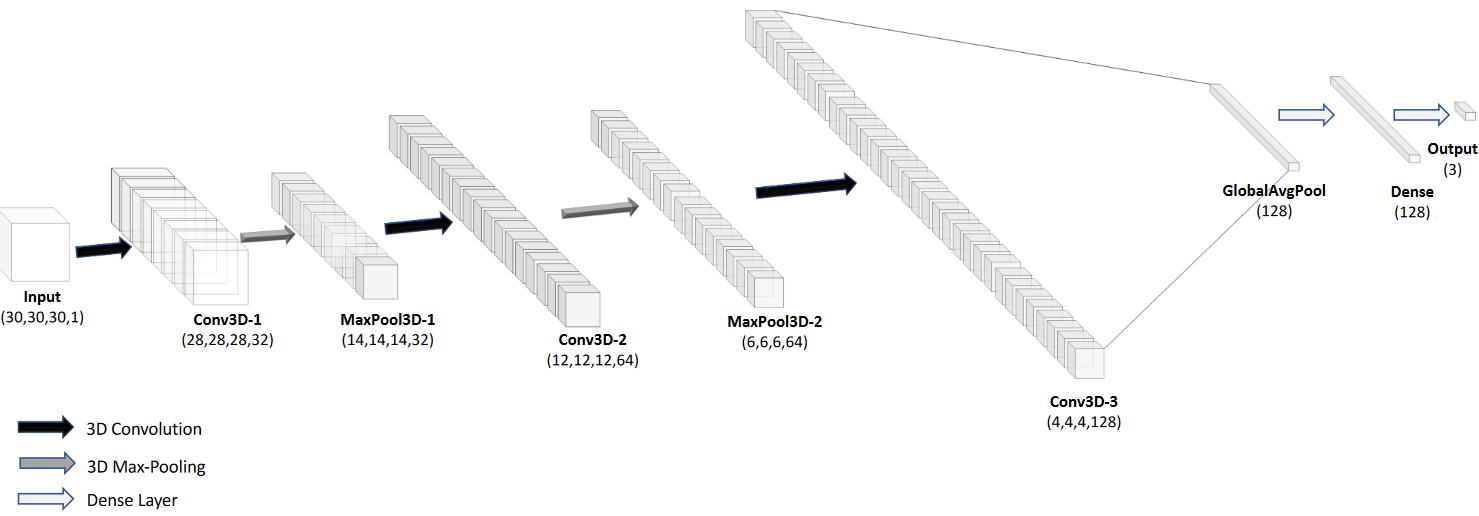 Input
(30,30,30,1)
Conv3D-1
(28,28,28,32)
MaxPool3D-1
(14,14,14,32)
Conv3D-2
(12,12,12,64)
MaxPool3D-2
(6,6,6,64)
Conv3D-3
(4,4,4,128)
GlobalAvgPool
(128)
Dense
(128)
Output
(3)
3D Convolution
3D Max-Pooling
Dense Layer